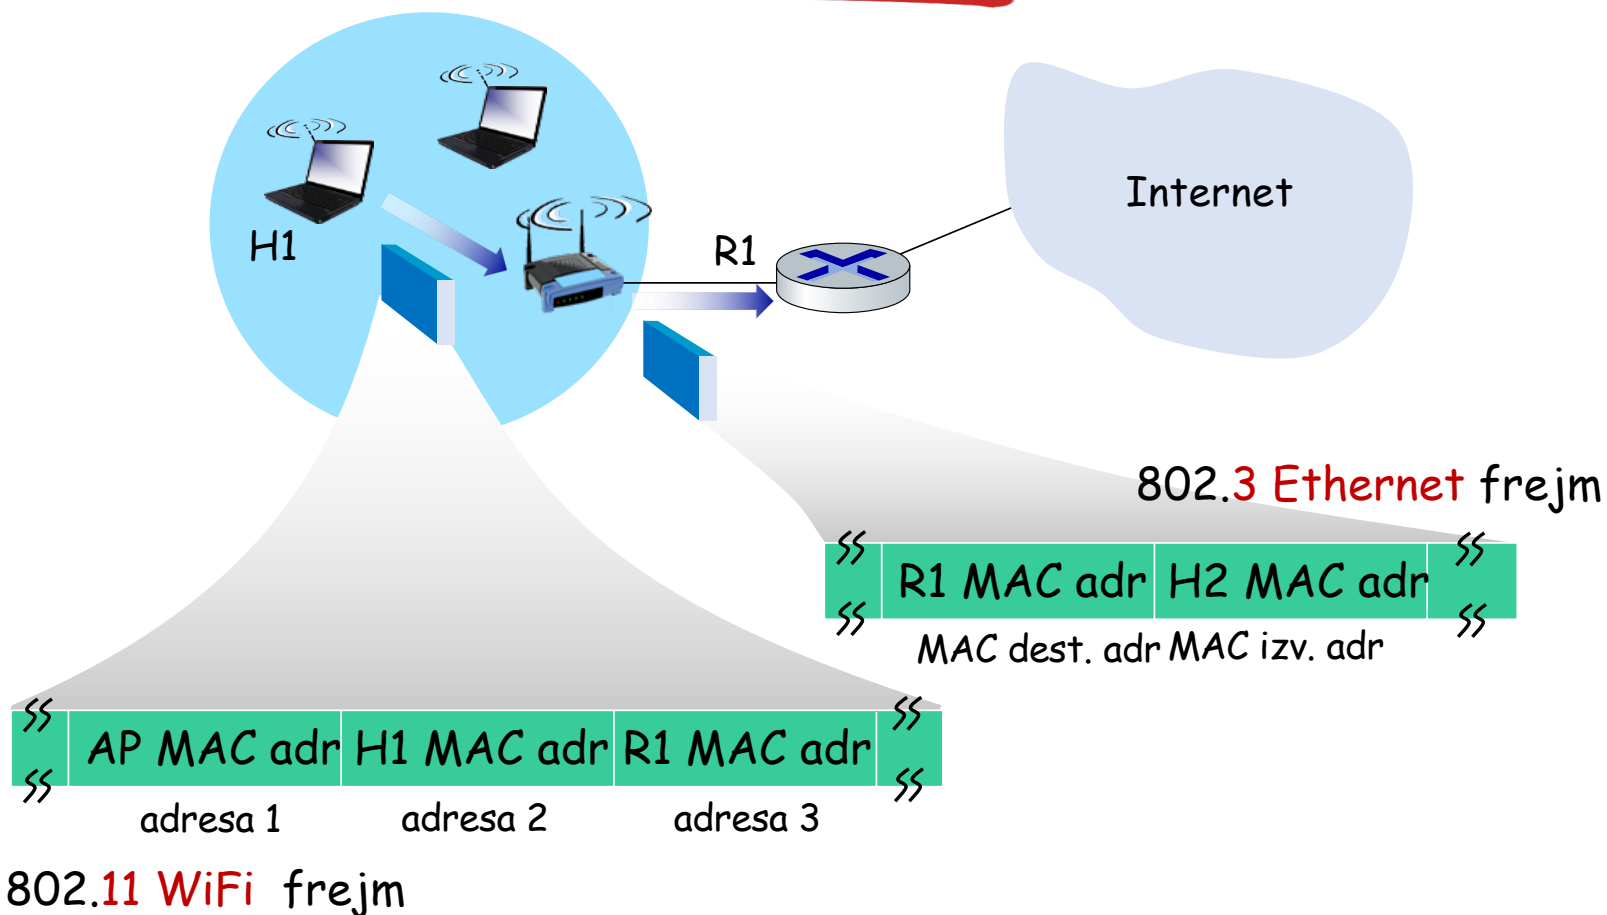 H1
R1
Internet
802.3 Ethernet frejm
R1 MAC adr H2 MAC adr
MAC dest. adr MAC izv. adr
AP MAC adr H1 MAC adr R1 MAC adr
adresa 1 adresa 2 adresa 3
802.11 WiFi frejm